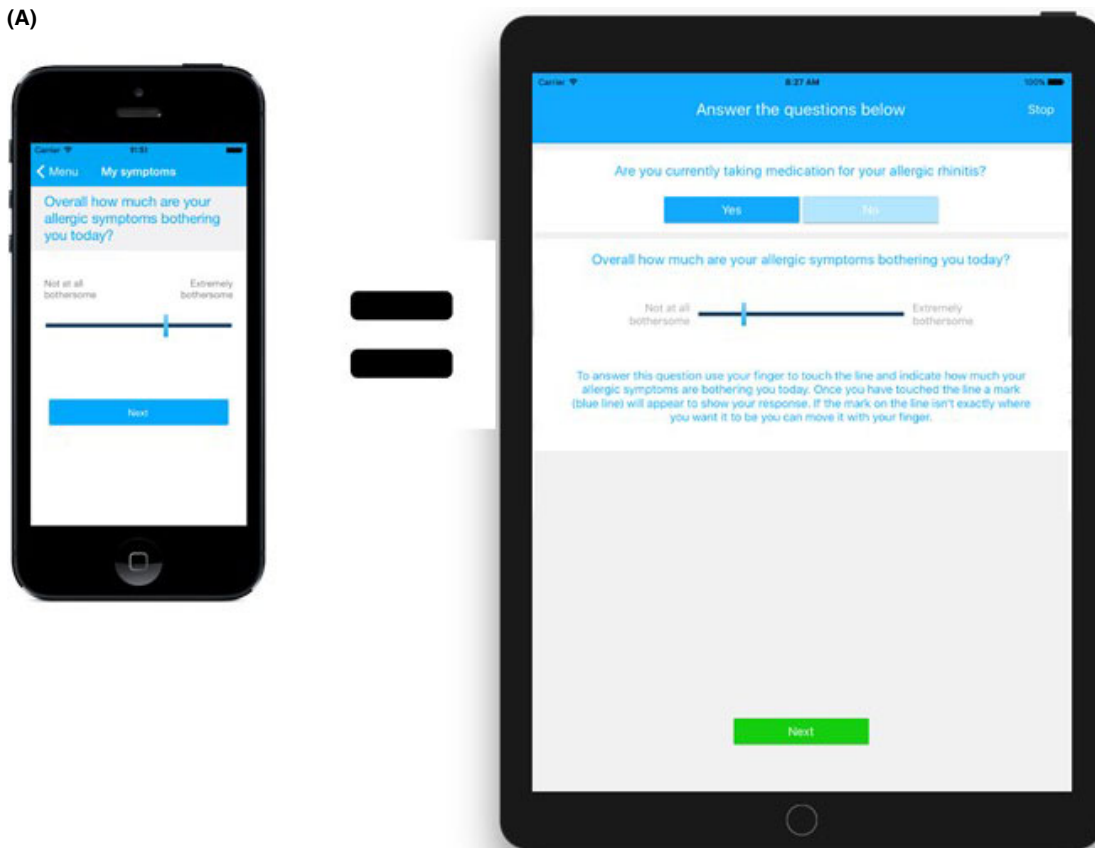 (A)
Carrier
11:51
Menu
My symptoms
Overall how much are your
allergic symptoms bothering
you today?
Not at all
bothersome
Extremely
bothersome
Next
Carrier
8:27 AM
100%
Answer the questions below
Stop
Are you currently taking medication for your allergic rhinitis?
Yes
No
Overall how much are your allergic symptoms bothering you today?
Not at all
bothersome
Extremely
bothersome
To answer this question use your finger to touch the line and indicate how much your
allergic symptoms are bothering you today. Once you have touched the line a mark
(blue line) will appear to show your response. If the mark on the line isn't exactly where
you want it to be you can move it with your finger.
Next